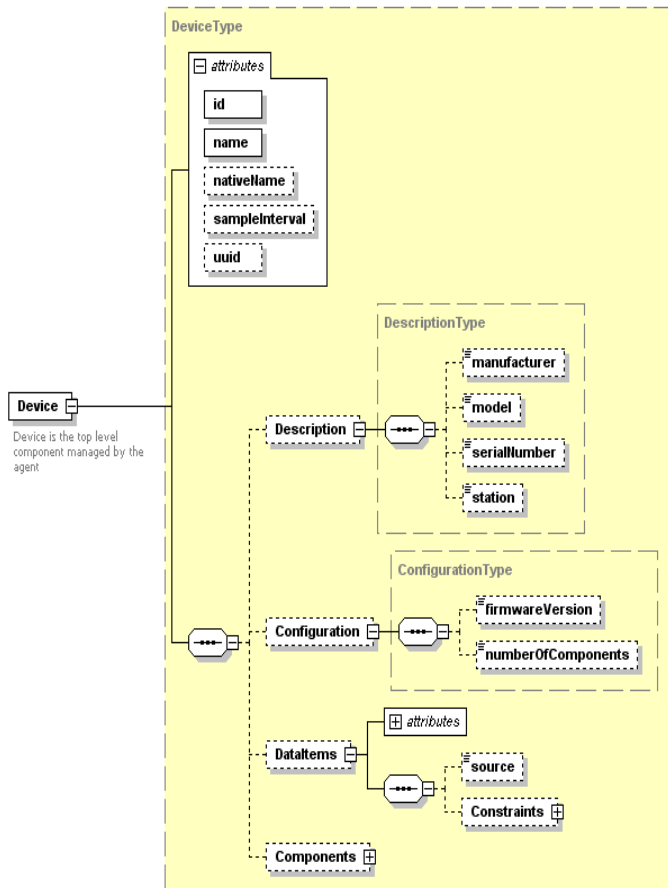 DeviceType
attributes
id
name
nativeName
sampleInterval
uuid
DescriptionType
manufacturer
model
serialNumber
station
Description
Device
Device is the top level
component managed by the
agent
ConfigurationType
firmwareVersion
numberOfComponents
Configuration
attributes
DataItems
source
Constraints
Components